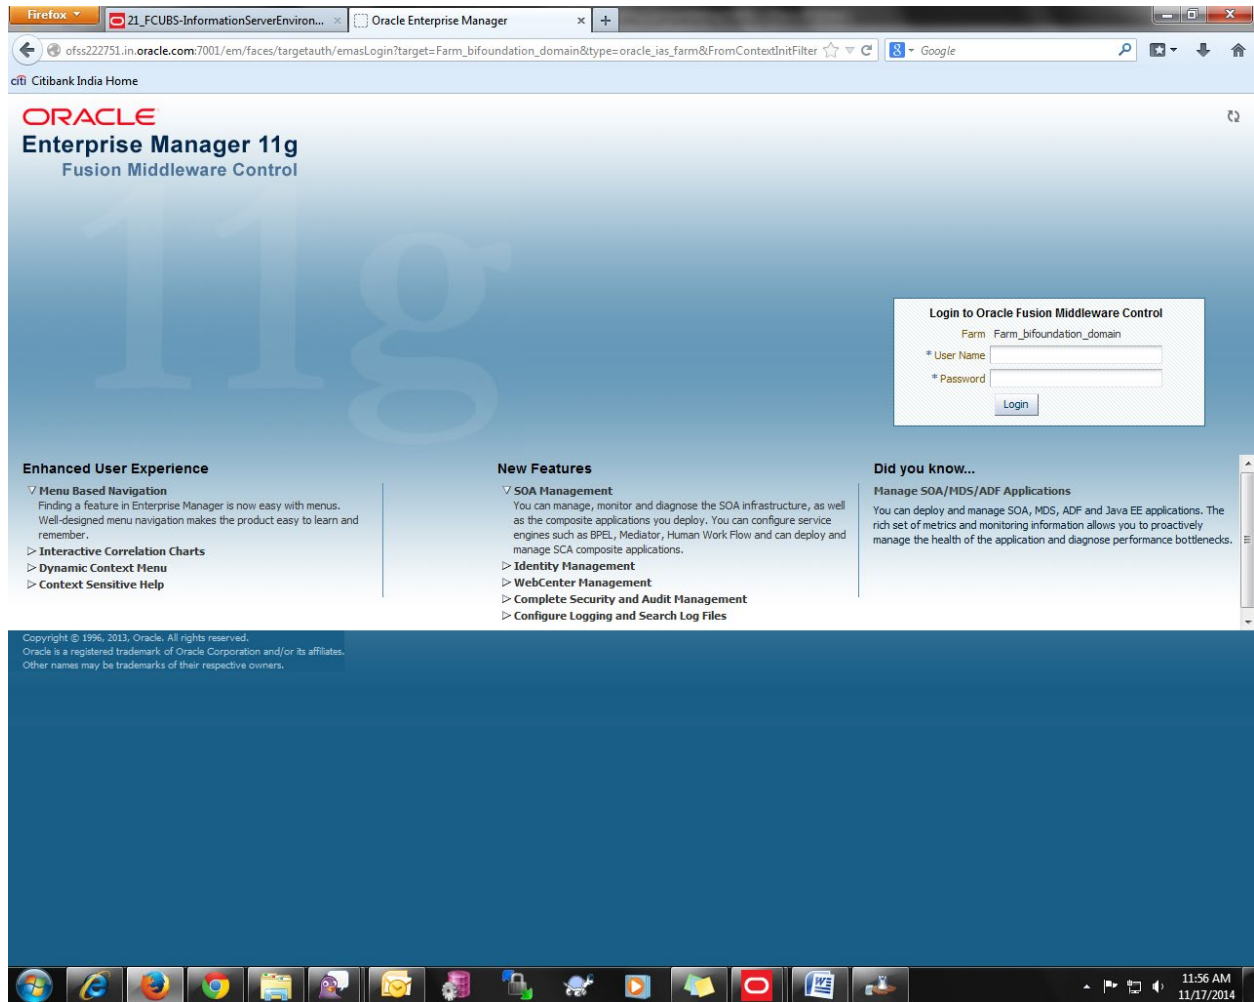 Firefox
21_FCUBS-InformationServerEnviron...
Oracle Enterprise Manager
ofss222751.in.oracle.com:7001/em/faces/targetauth/emasLogin?target=Farm_bifoundation_domain&type=oracle_ias_farm&FromContextInitFilter
Google
citi Citibank India Home
ORACLE
Enterprise Manager 11g
Fusion Middleware Control
11g
Login to Oracle Fusion Middleware Control
Farm Farm_bifoundation_domain
* User Name
* Password
Login
Enhanced User Experience
Menu Based Navigation
Finding a feature in Enterprise Manager is now easy with menus.
Well-designed menu navigation makes the product easy to learn and
remember.
Interactive Correlation Charts
Dynamic Context Menu
Context Sensitive Help
New Features
SOA Management
You can manage, monitor and diagnose the SOA infrastructure, as well
as the composite applications you deploy. You can configure service
engines such as BPEL, Mediator, Human Work Flow and can deploy and
manage SCA composite applications.
Identity Management
WebCenter Management
Complete Security and Audit Management
Configure Logging and Search Log Files
Did you know...
Manage SOA/MDS/ADF Applications
You can deploy and manage SOA, MDS, ADF and Java EE applications. The
rich set of metrics and monitoring information allows you to proactively
manage the health of the application and diagnose performance bottlenecks.
Copyright © 1996, 2013, Oracle. All rights reserved.
Oracle is a registered trademark of Oracle Corporation and/or its affiliates.
Other names may be trademarks of their respective owners.
11:56 AM
11/17/2014